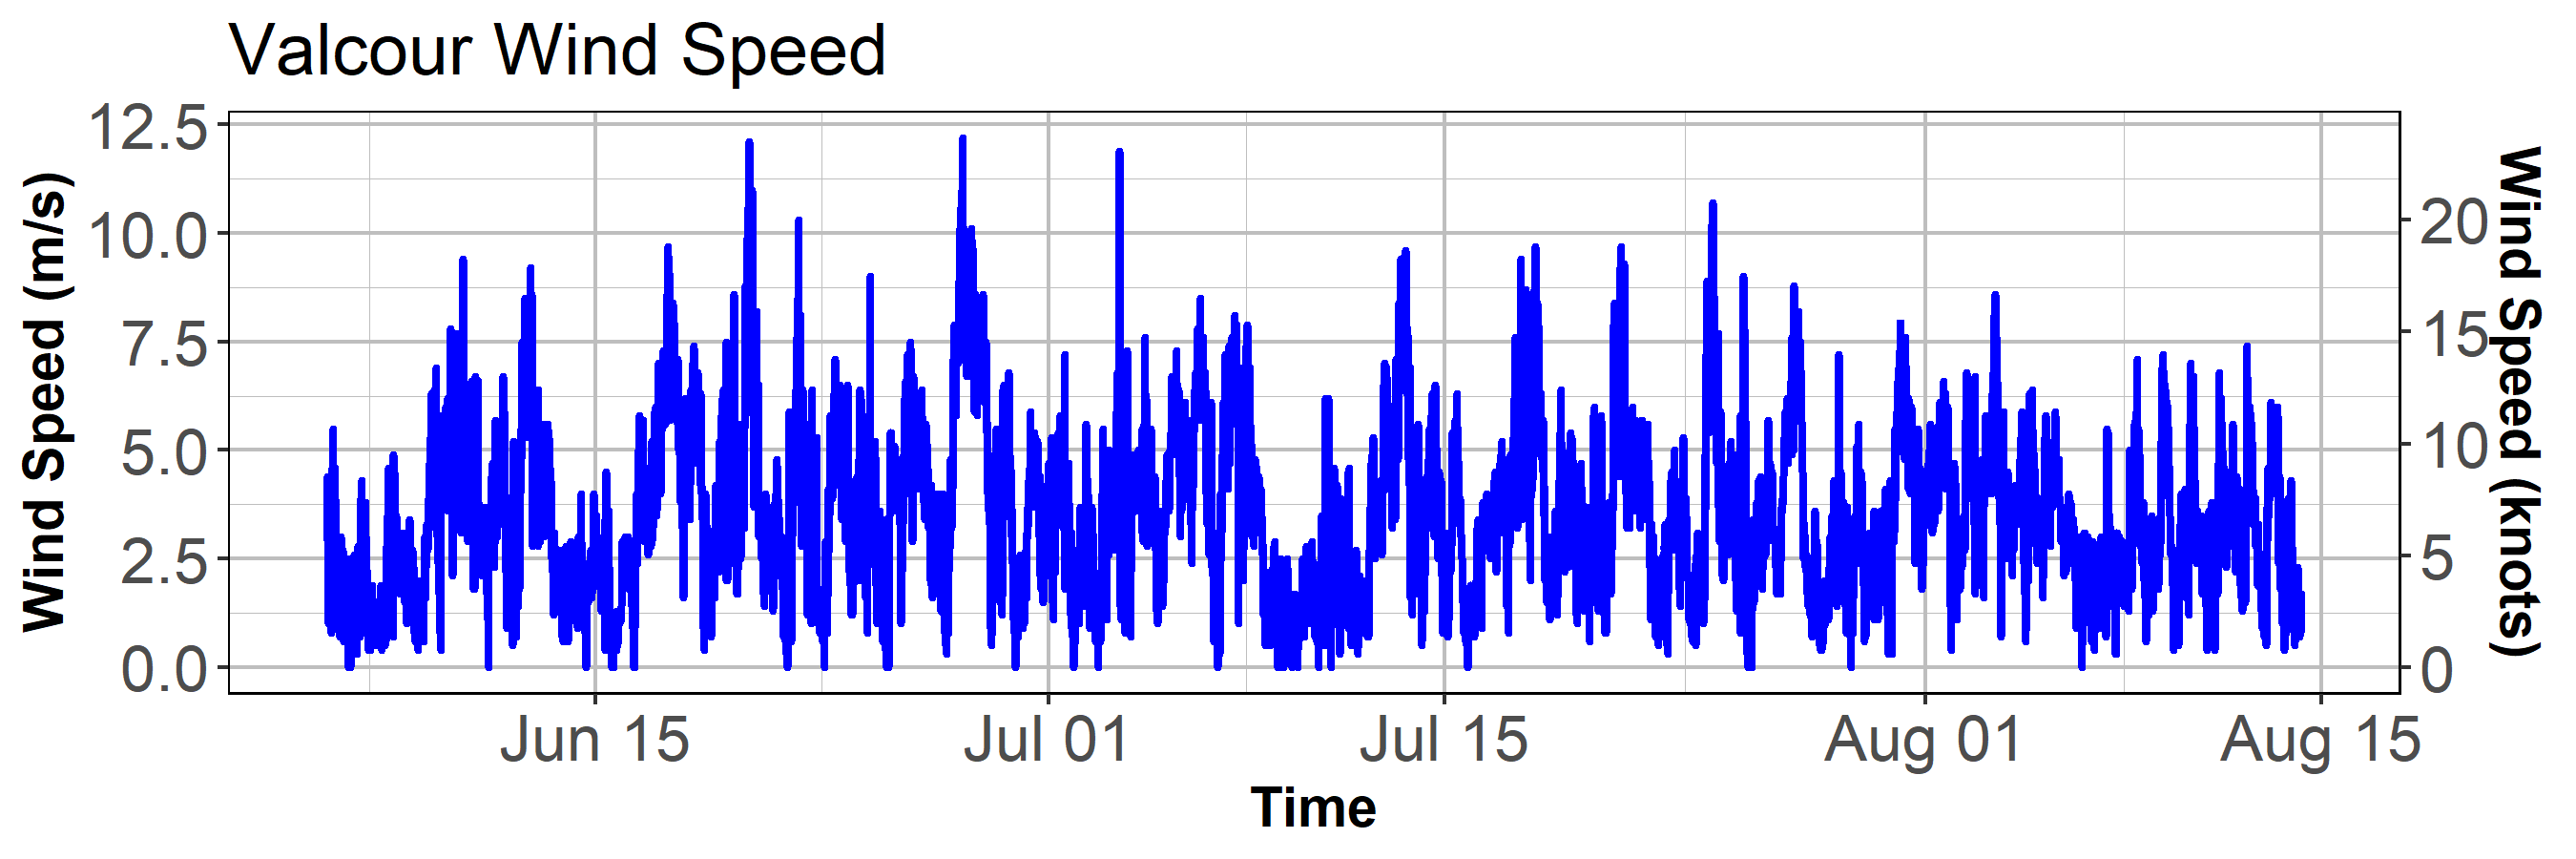 Valcour Wind Speed
Wind Speed (m/s)
12.5
10.0
7.5
5.0
2.5
0.0
Wind Speed (knots)
20
15
10
5
0
Jun 15
Jul 01
Jul 15
Aug 01
Aug 15
Time